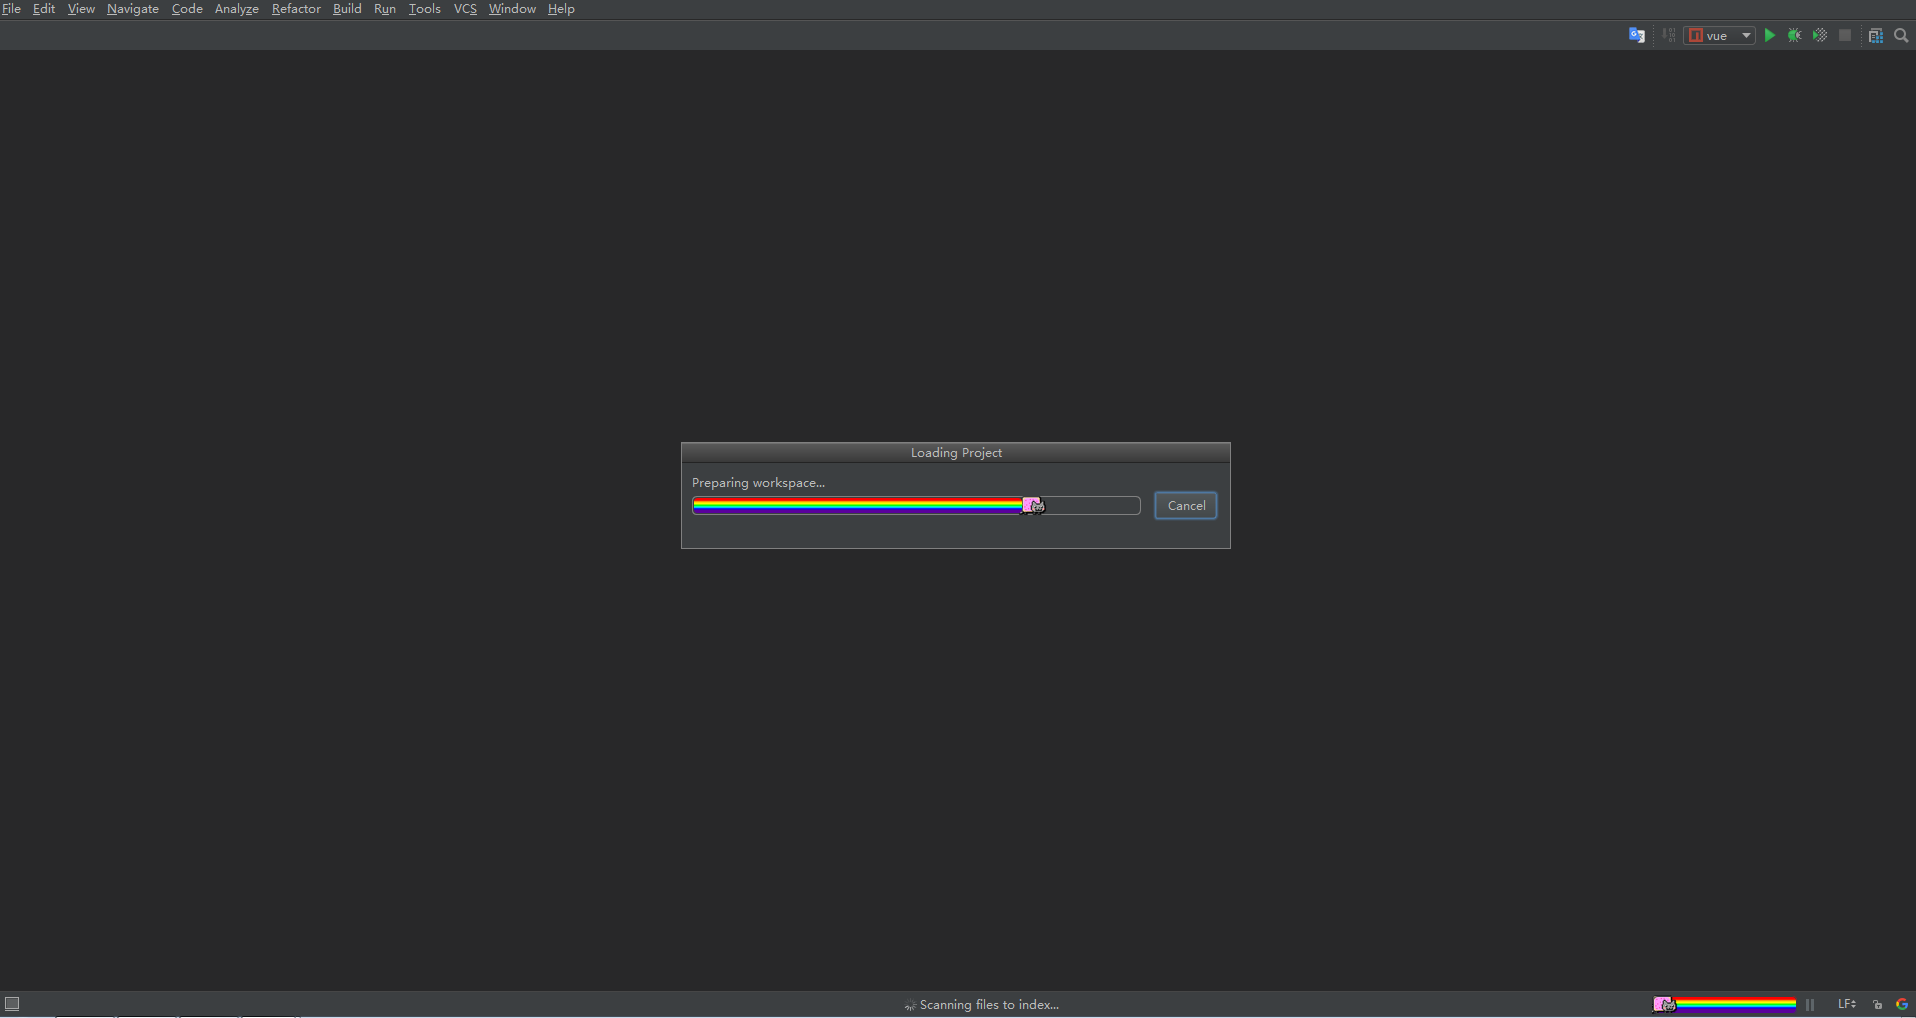 File Edit View Navigate Code Analyze Refactor Build Run Tools VCS Window Help
vue
Loading Project
Preparing workspace...
Cancel
Scanning files to index...
LF